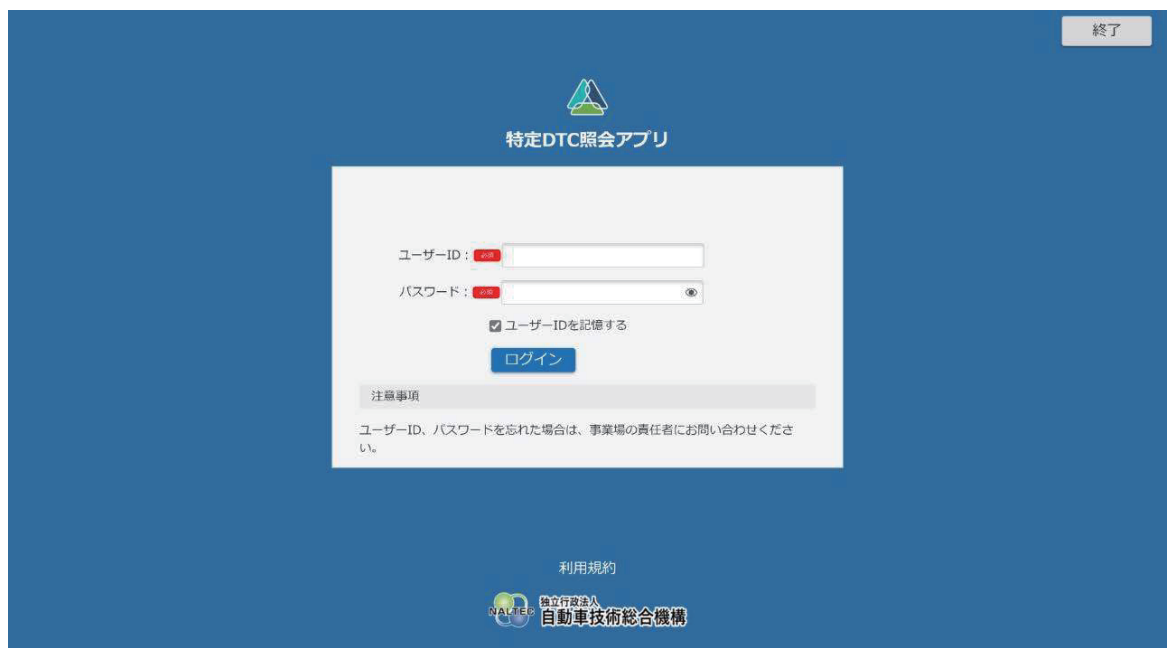 終了
特定DTC照会アプリ
ユーザーID：必須
パスワード：必須
ユーザーIDを記憶する
ログイン
注意事項
ユーザーID、パスワードを忘れた場合は、事業場の責任者にお問い合わせくださ
い。
利用規約
NALTEC 独立行政法人
自動車技術総合機構